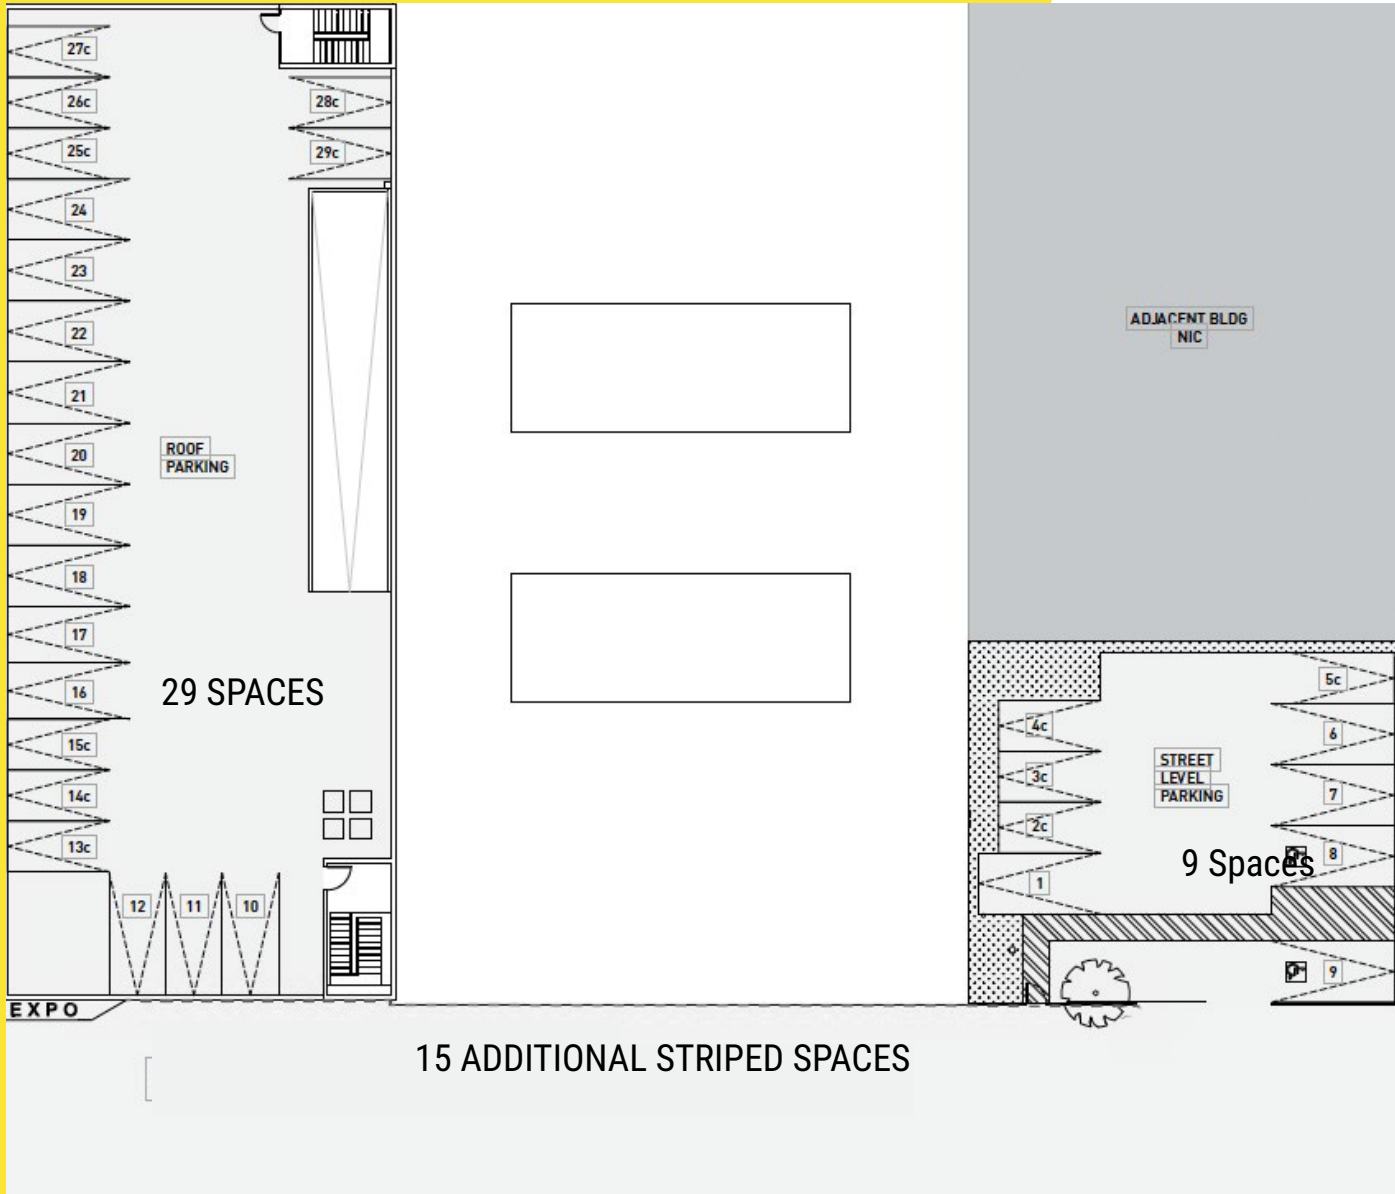 27c
26c
28c
25c
29c
24
23
22
21
20
19
18
17
16
15c
14c
13c
12 11 10
ROOF
PARKING
29 SPACES
EXPO
ADJACENT BLDG
NIC
5c
4c
6
3c
7
2c
8
1
9
STREET
LEVEL
PARKING
9 Spaces
15 ADDITIONAL STRIPED SPACES